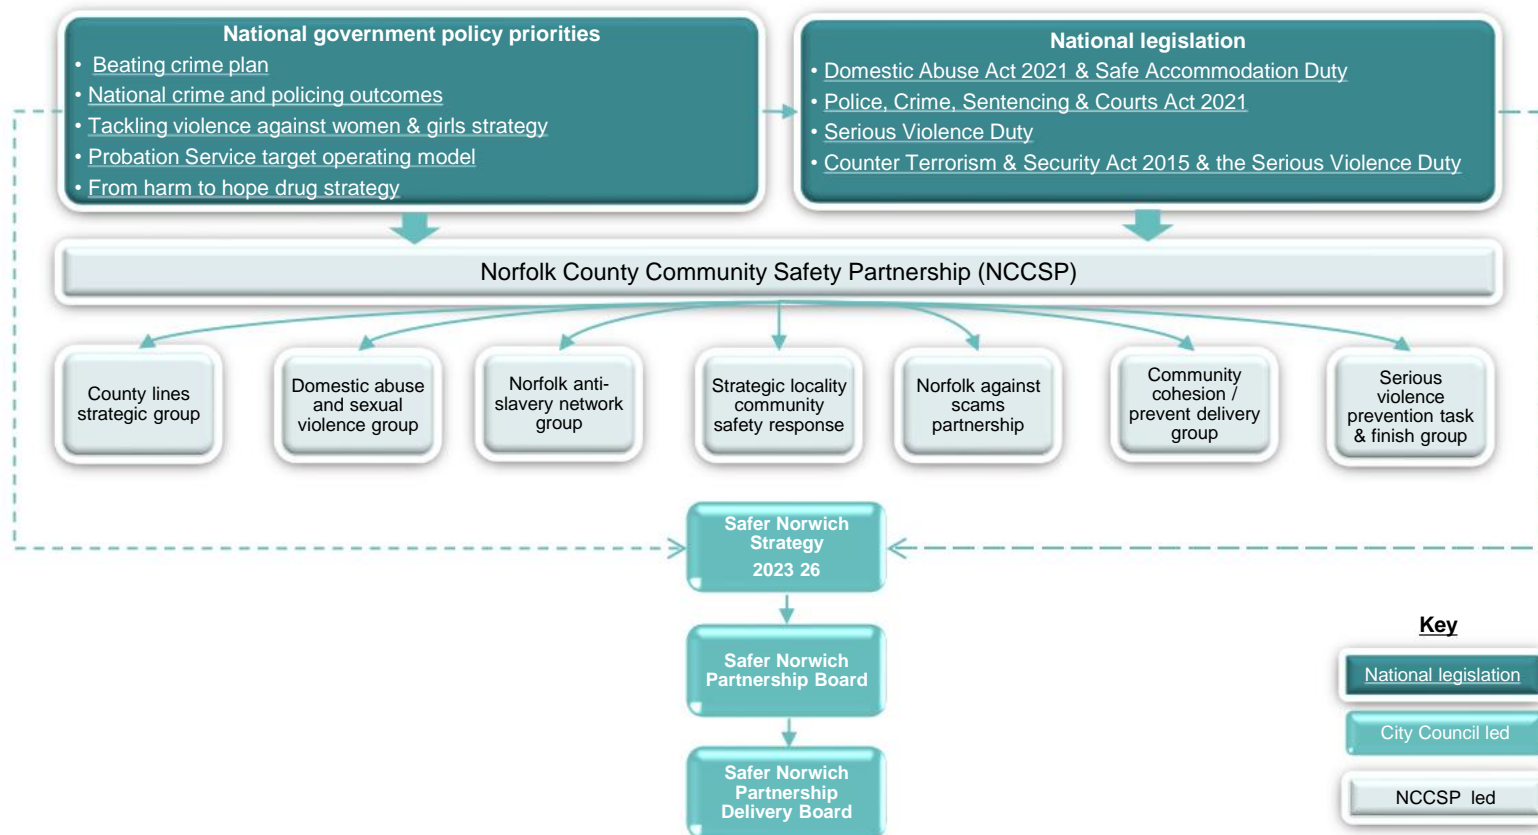 National government policy priorities
• Beating crime plan
• National crime and policing outcomes
• Tackling violence against women & girls strategy
• Probation Service target operating model
• From harm to hope drug strategy
National legislation
• Domestic Abuse Act 2021 & Safe Accommodation Duty
• Police, Crime, Sentencing & Courts Act 2021
• Serious Violence Duty
• Counter Terrorism & Security Act 2015 & the Serious Violence Duty
Norfolk County Community Safety Partnership (NCCSP)
County lines
strategic group
Domestic abuse
and sexual
violence group
Norfolk anti-
slavery network
group
Strategic locality
community
safety response
Norfolk against
scams
partnership
Community
cohesion /
prevent delivery
group
Serious
violence
prevention task
& finish group
Safer Norwich
Strategy
2023 26
Safer Norwich
Partnership Board
Safer Norwich
Partnership
Delivery Board
Key
National legislation
City Council led
NCCSP led